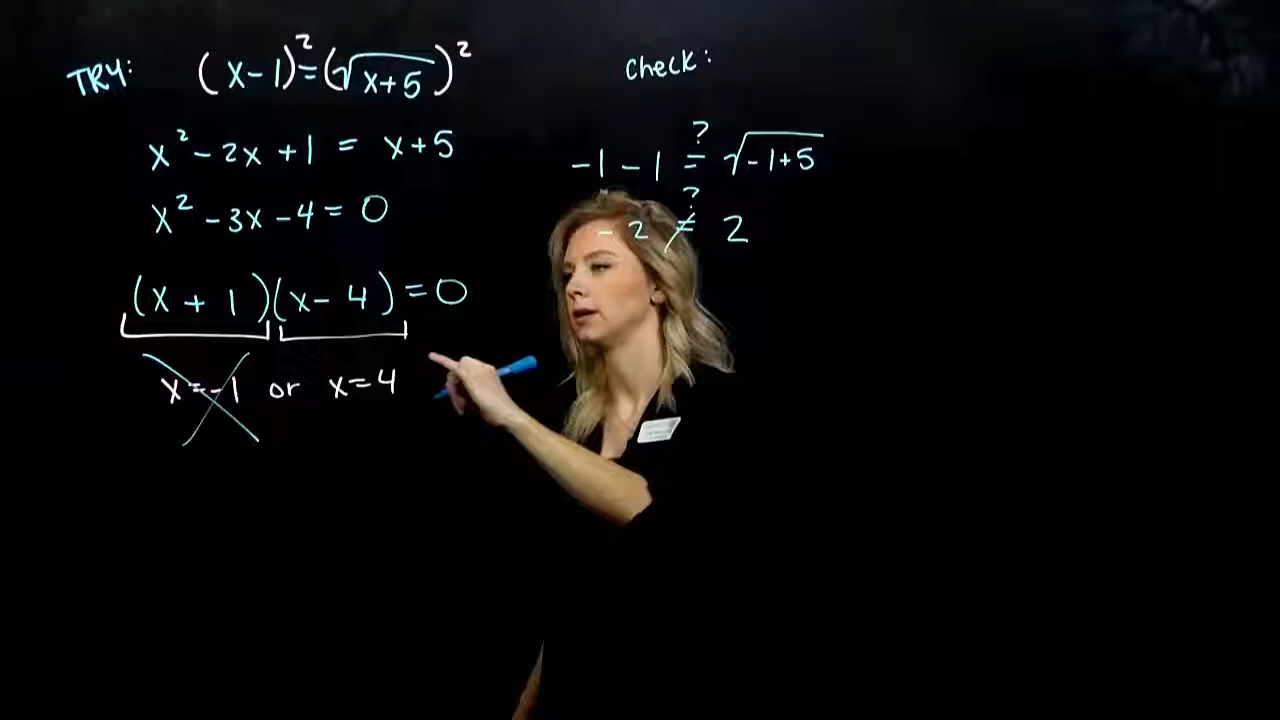 TRY: (x-1)²=(√x+5)²
x²-2x+1 = x+5
x²-3x-4=0
(x+1)(x-4)=0
x=-1 or x=4
Check:
-1-1 ?= √-1+5
-2 ?≠ 2